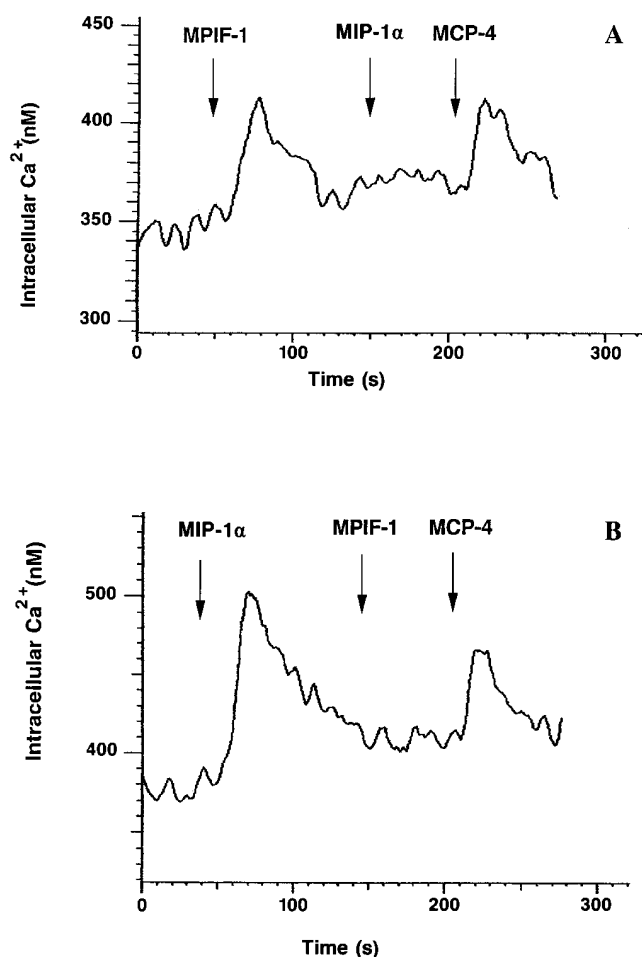 A
MPIF-1 MIP-1α MCP-4
Intracellular Ca2+(nM)
450
400
350
300
0 100 200 300
Time (s)
B
MIP-1α MPIF-1 MCP-4
Intracellular Ca2+(nM)
500
400
0 100 200 300
Time (s)